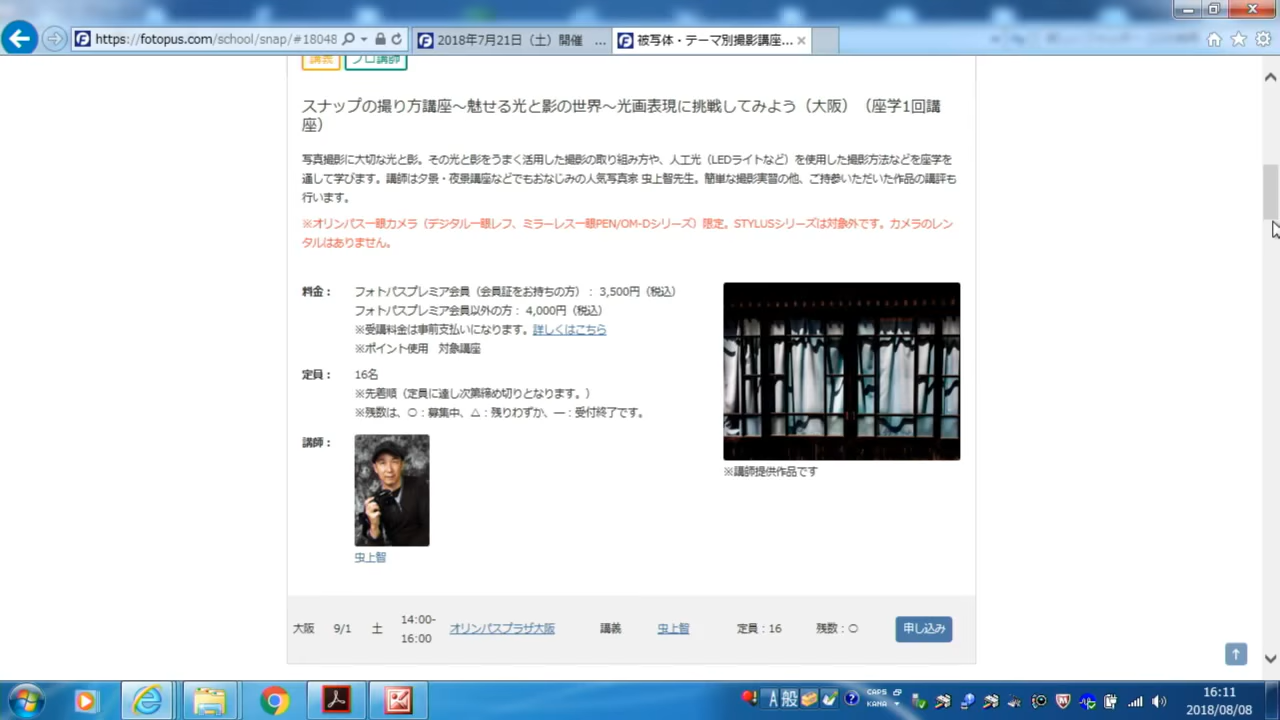 https://fotopus.com/school/snap/#18048
2018年7月21日（土）開催 ...
被写体・テーマ別撮影講座...
講義 プロ講師
スナップの撮り方講座～魅せる光と影の世界～光画表現に挑戦してみよう（大阪）（座学1回講
座）
写真撮影に大切な光と影。その光と影をうまく活用した撮影の取り組み方や、人工光（LEDライトなど）を使用した撮影方法などを座学を
通して学びます。講師は夕景・夜景講座などでもおなじみの人気写真家 虫上智先生。簡単な撮影実習の他、ご持参いただいた作品の講評も
行います。
※オリンパス一眼カメラ（デジタル一眼レフ、ミラーレス一眼PEN/OM-Dシリーズ）限定。STYLUSシリーズは対象外です。カメラのレン
タルはありません。
料金： フォトパスプレミア会員（会員証をお持ちの方）： 3,500円（税込）
フォトパスプレミア会員以外の方： 4,000円（税込）
※受講料金は事前支払いになります。詳しくはこちら
※ポイント使用 対象講座
定員： 16名
※先着順（定員に達し次第締め切りとなります。）
※残数は、○：募集中、△：残りわずか、―：受付終了です。
講師：
※講師提供作品です
虫上智
大阪 9/1 土 14:00-
16:00 オリンパスプラザ大阪 講義 虫上智 定員：16 残数：○ 申し込み
A 般 CAPS
KANA
16:11
2018/08/08